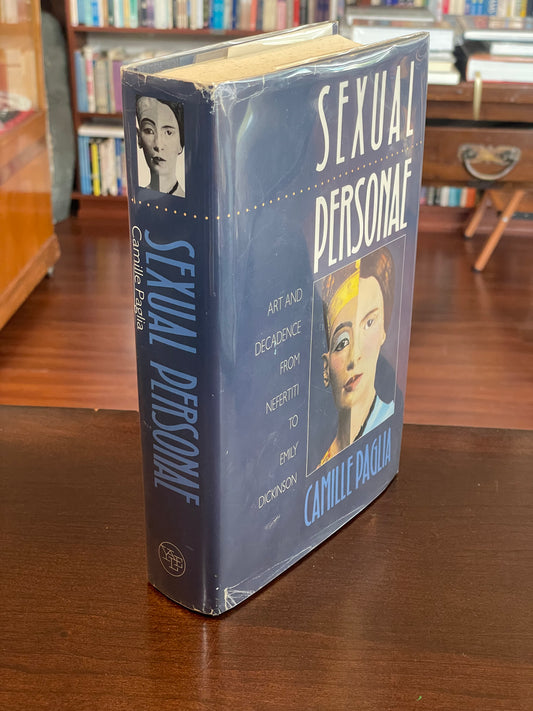 SEXUAL
PERSONAE
ART AND
DECADENCE
FROM
NEFERTITI
TO
EMILY
DICKINSON
CAMILLE PAGLIA
SEXUAL PERSONAE
Camille Paglia